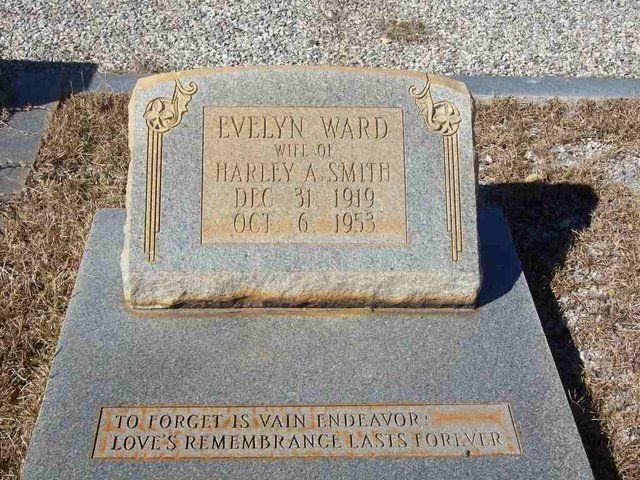 EVELYN WARD
WIFE OF
HARLEY A. SMITH
DEC. 31, 1919
OCT. 6, 1953
TO FORGET IS VAIN ENDEAVOR:
LOVE'S REMEMBRANCE LASTS FOREVER.